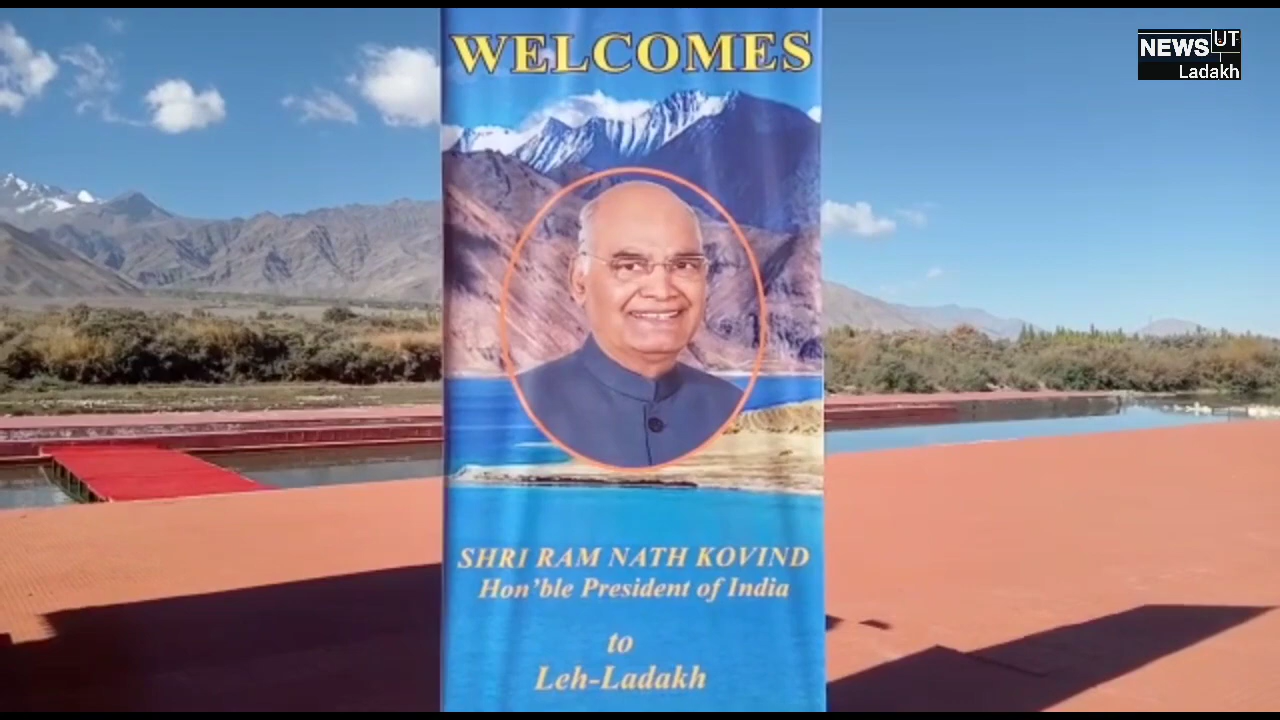 WELCOMES
SHRI RAM NATH KOVIND
Hon'ble President of India
to
Leh-Ladakh
NEWS UT
Ladakh